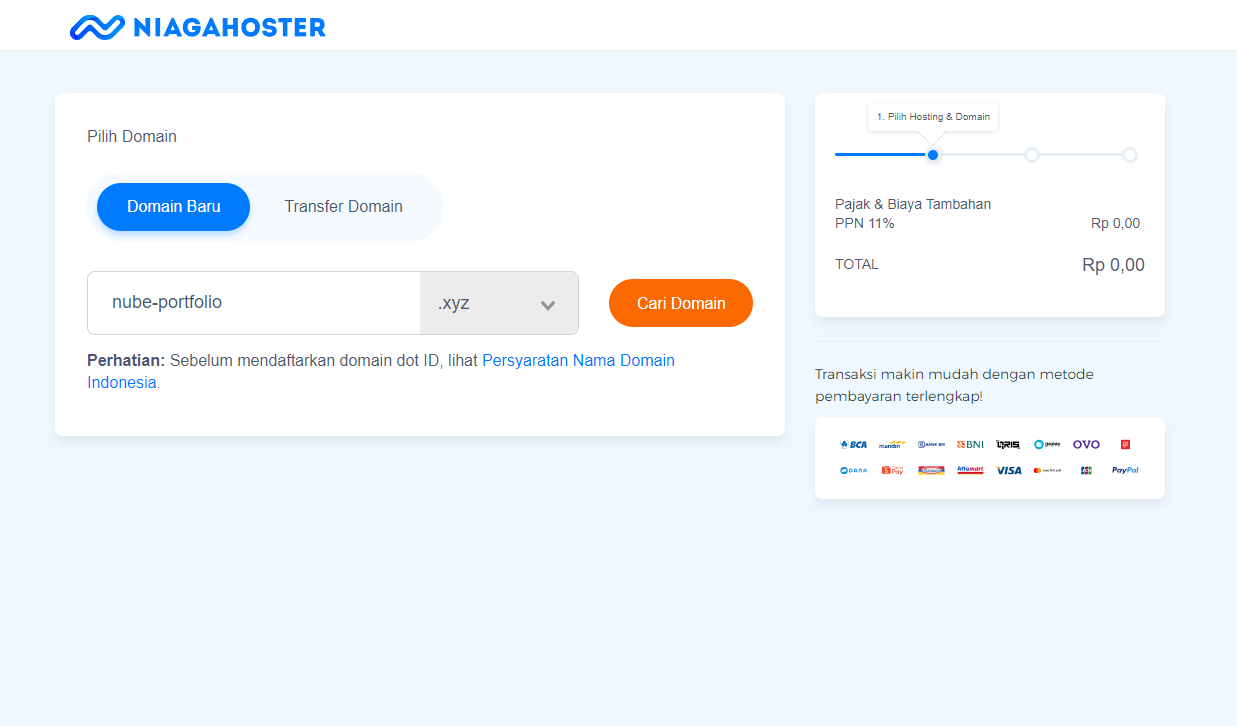 NIAGAHOSTER
Pilih Domain
Domain Baru
Transfer Domain
nube-portfolio
.xyz
Cari Domain
Perhatian: Sebelum mendaftarkan domain dot ID, lihat Persyaratan Nama Domain
Indonesia.
1. Pilih Hosting & Domain
Pajak & Biaya Tambahan
PPN 11%
Rp 0,00
TOTAL
Rp 0,00
Transaksi makin mudah dengan metode
pembayaran terlengkap!
BCA
mandiri
BANK BRI
BNI
QRIS
gopay
OVO
DANA
Pay
Alfamart
VISA
JCB
PayPal